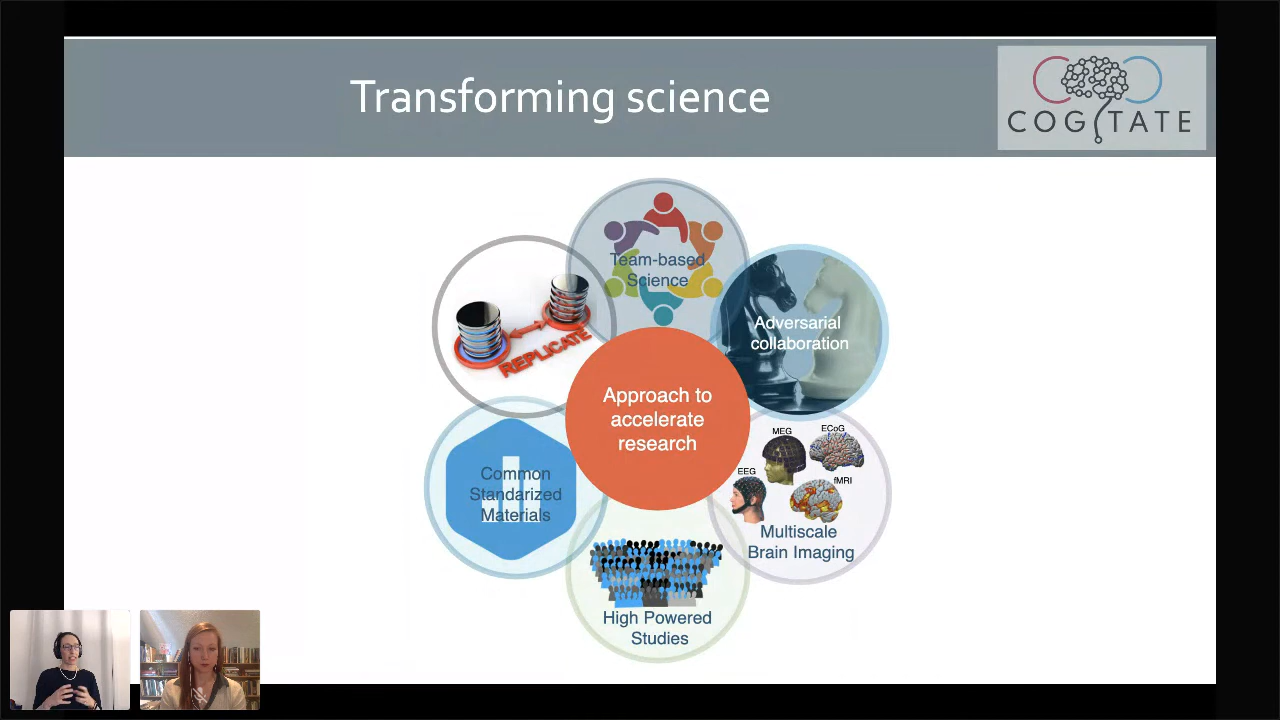 Transforming science
COGITATE
Team-based
Science
REPLICATE
Adversarial
collaboration
Approach to
accelerate
research
MEG
ECoG
EEG
fMRI
Multiscale
Brain Imaging
Common
Standarized
Materials
High Powered
Studies